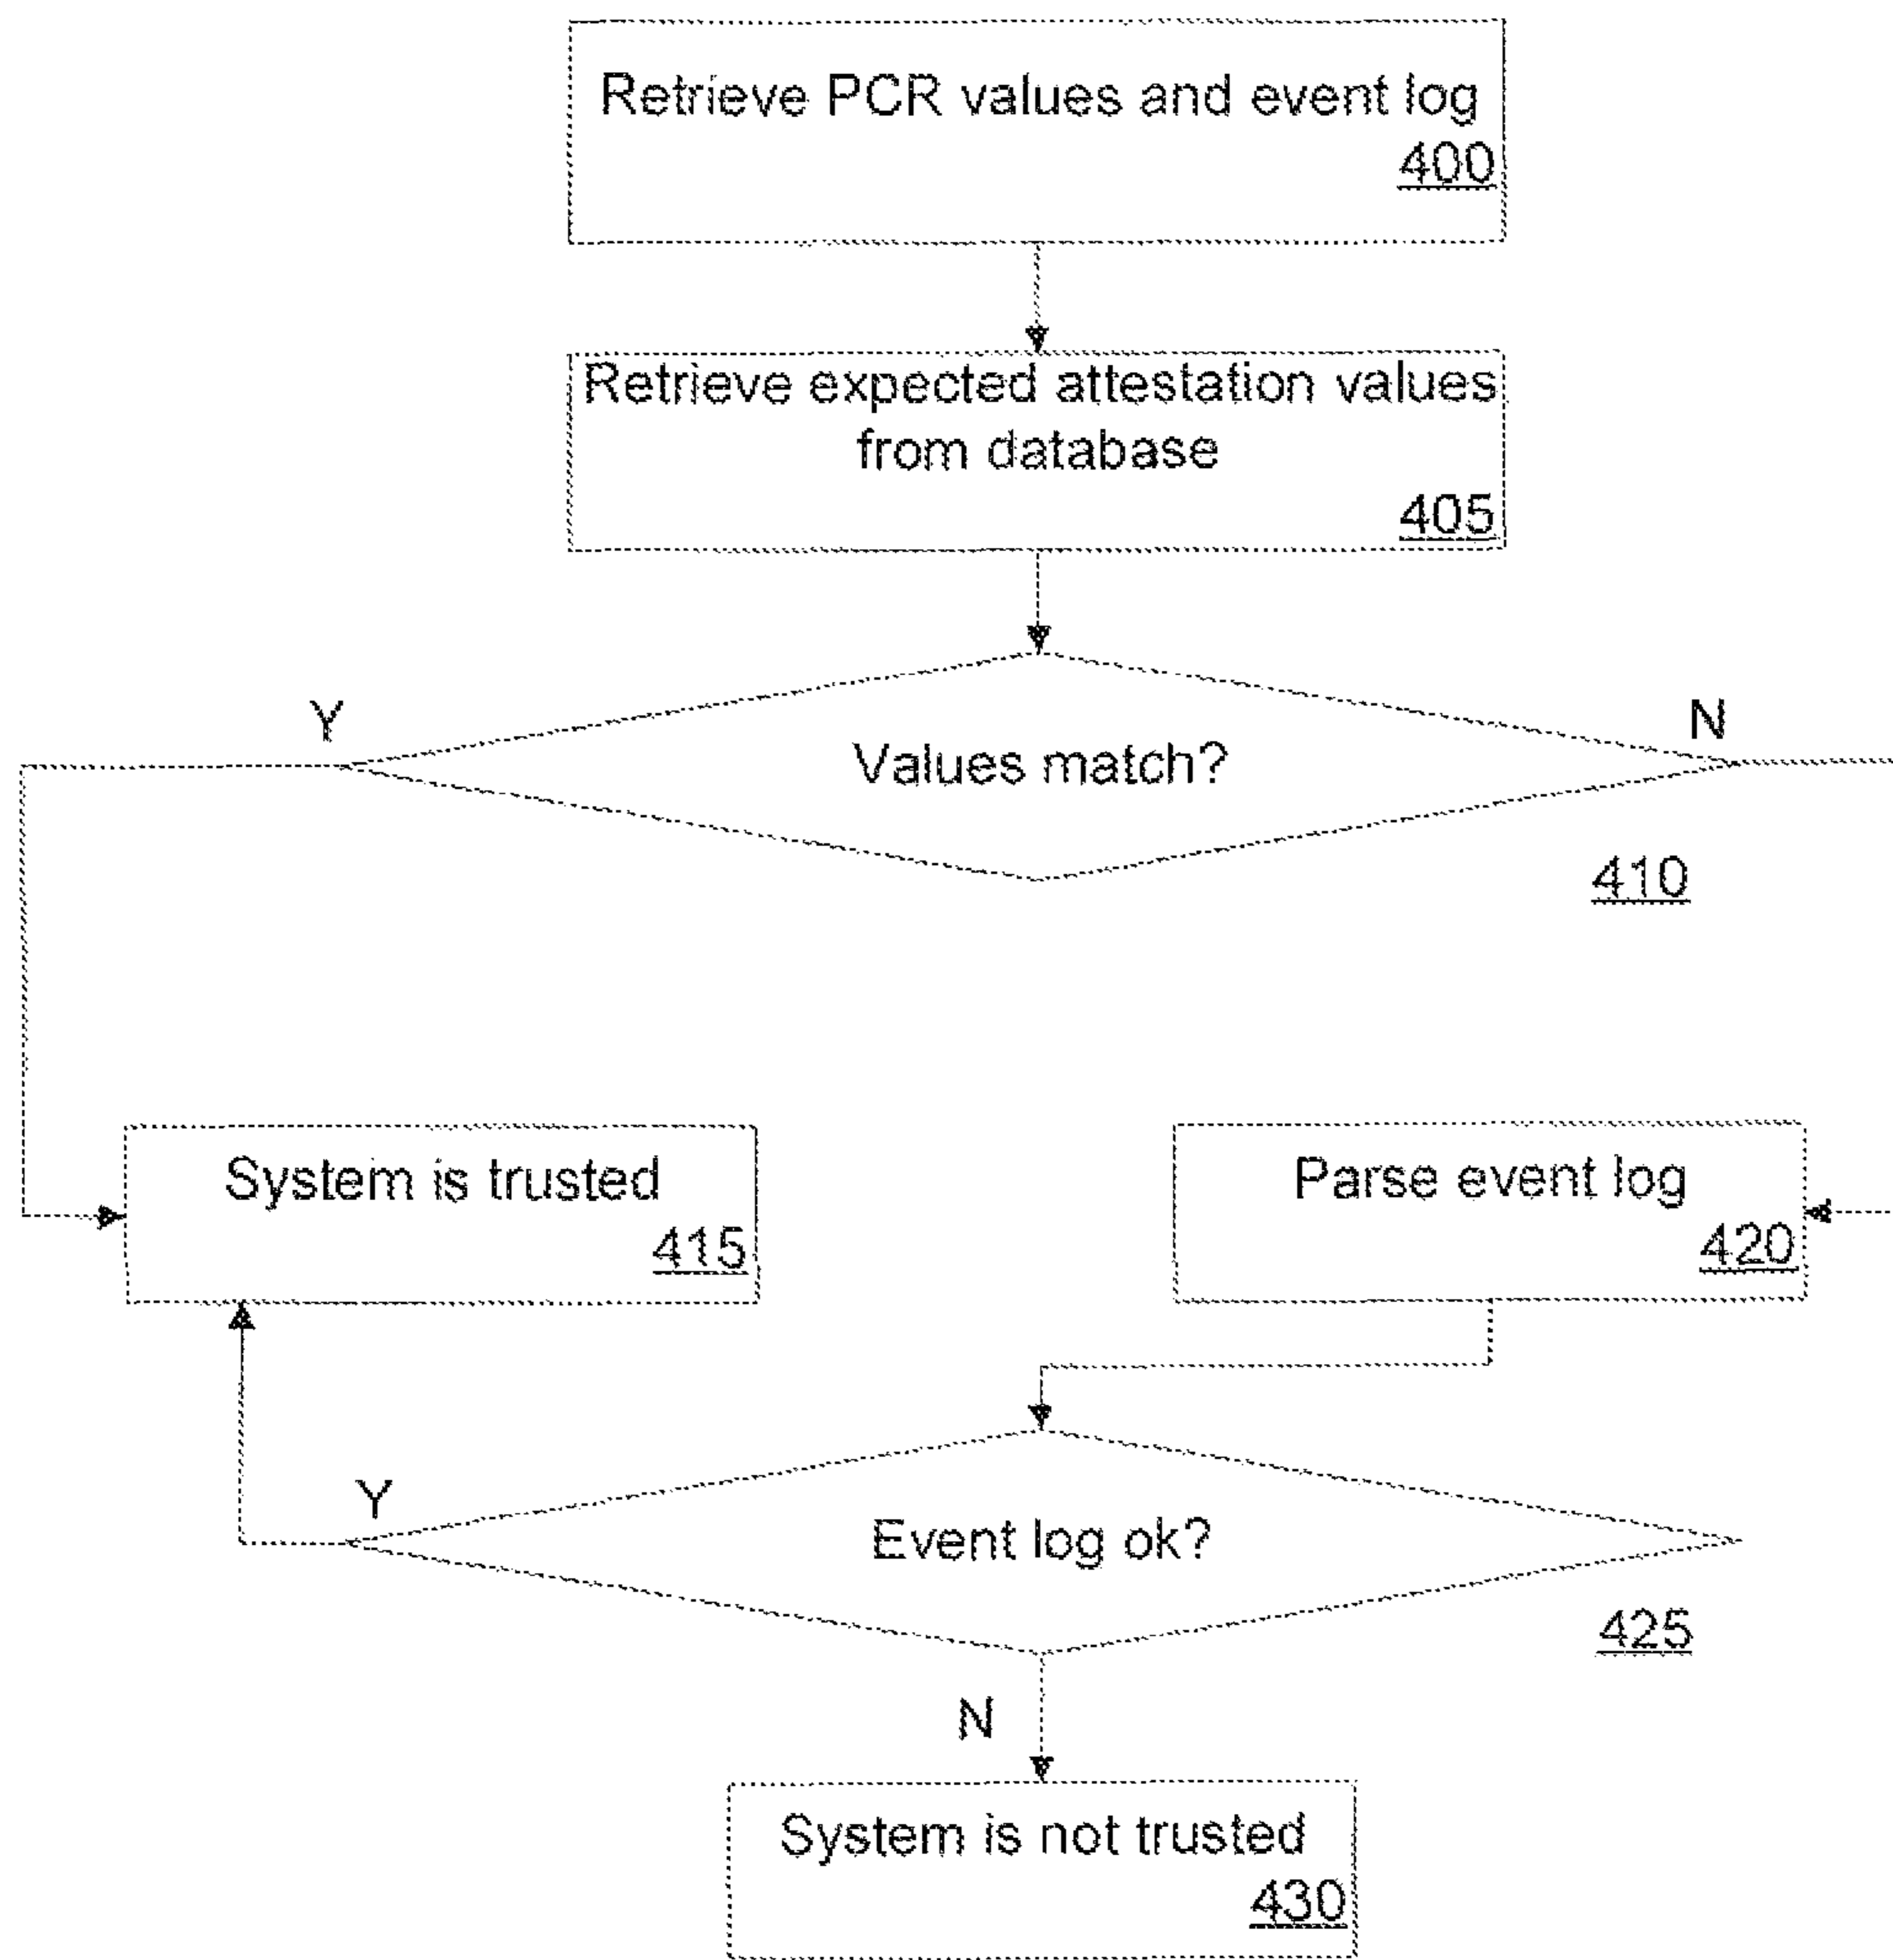 Retrieve PCR values and event log
400
Retrieve expected attestation values
from database
405
Y
N
Values match?
410
System is trusted
415
Parse event log
420
Y
Event log ok?
425
N
System is not trusted
430